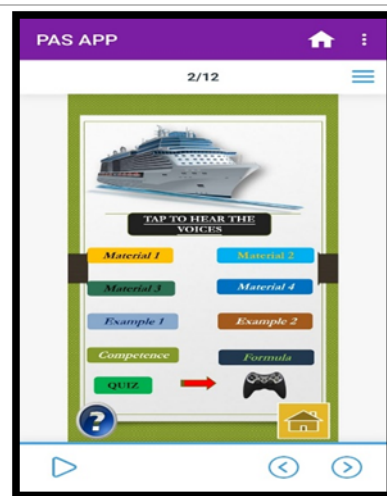 PAS APP
2/12
TAP TO HEAR THE
VOICES
Material 1
Material 2
Material 3
Material 4
Example 1
Example 2
Competence
Formula
QUIZ
?